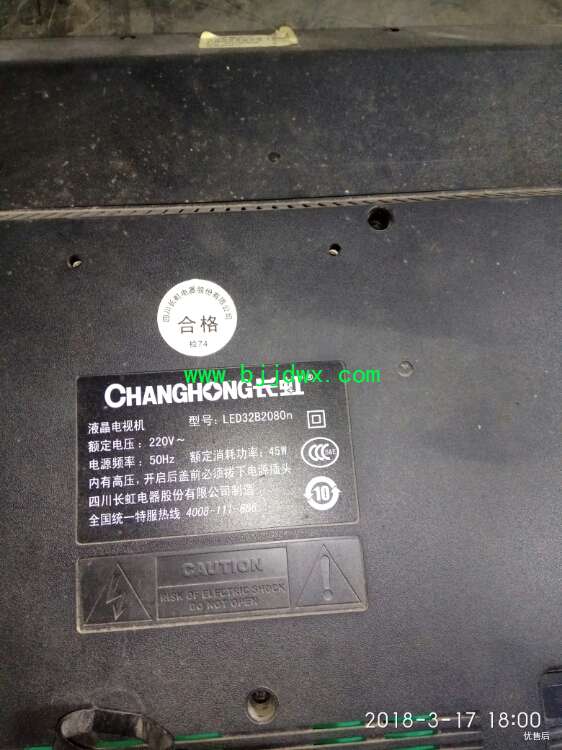 四川长虹电器股份有限公司
合格
检74
www.bjjdwx.com
CHANGHONG长虹®
液晶电视机 型号：LED32B2080n
额定电压：220V～
电源频率：50Hz 额定消耗功率：45W
内有高压，开启后盖前必须拨下电源插头
四川长虹电器股份有限公司制造
全国统一特服热线 4008-111-666
CCC S&E
10
CAUTION
RISK OF ELECTRIC SHOCK
DO NOT OPEN
2018-3-17 18:00
优售后